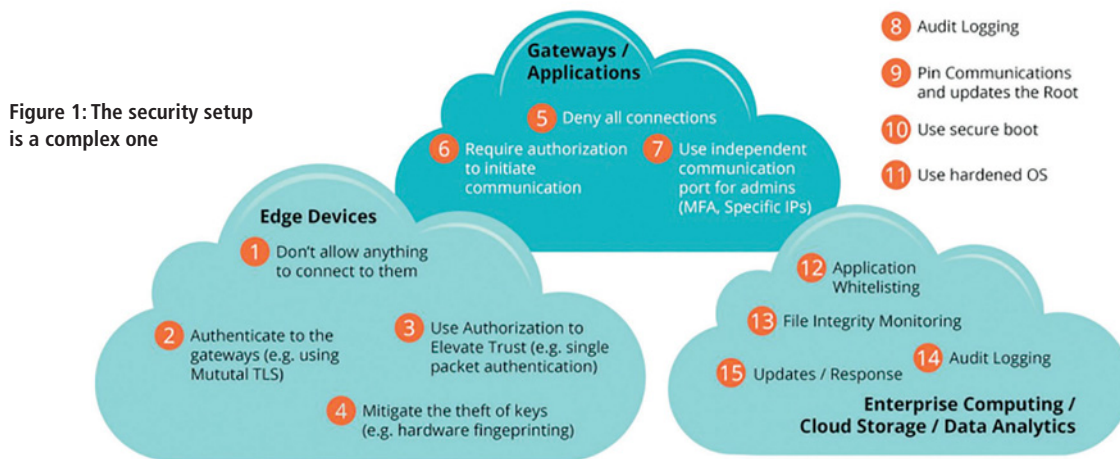 Figure 1: The security setup
is a complex one
Gateways /
Applications
5 Deny all connections
6 Require authorization
to initiate
communication
7 Use independent
communication
port for admins
(MFA, Specific IPs)
8 Audit Logging
9 Pin Communications
and updates the Root
10 Use secure boot
11 Use hardened OS
Edge Devices
1 Don't allow anything
to connect to them
2 Authenticate to the
gateways (e.g. using
Mututal TLS)
3 Use Authorization to
Elevate Trust (e.g. single
packet authentication)
4 Mitigate the theft of keys
(e.g. hardware fingeprinting)
12 Application
Whitelisting
13 File Integrity Monitoring
14 Audit Logging
15 Updates / Response
Enterprise Computing /
Cloud Storage / Data Analytics